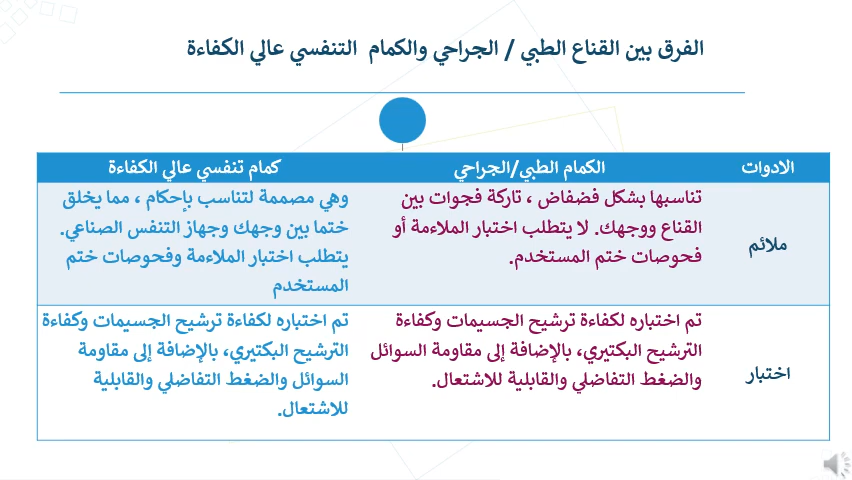 الفرق بين القناع الطبي / الجراحي والكمام التنفسي عالي الكفاءة
الادوات
الكمام الطبي/الجراحي
كمام تنفسي عالي الكفاءة
ملائم
تناسبها بشكل فضفاض ، تاركة فجوات بين
القناع ووجهك. لا يتطلب اختبار الملاءمة أو
فحوصات ختم المستخدم.
وهي مصممة لتناسب بإحكام ، مما يخلق
ختما بين وجهك وجهاز التنفس الصناعي.
يتطلب اختبار الملاءمة وفحوصات ختم
المستخدم
اختبار
تم اختباره لكفاءة ترشيح الجسيمات وكفاءة
الترشيح البكتيري، بالإضافة إلى مقاومة السوائل
والضغط التفاضلي والقابلية للاشتعال.
تم اختباره لكفاءة ترشيح الجسيمات وكفاءة
الترشيح البكتيري، بالإضافة إلى مقاومة
السوائل والضغط التفاضلي والقابلية
للاشتعال.